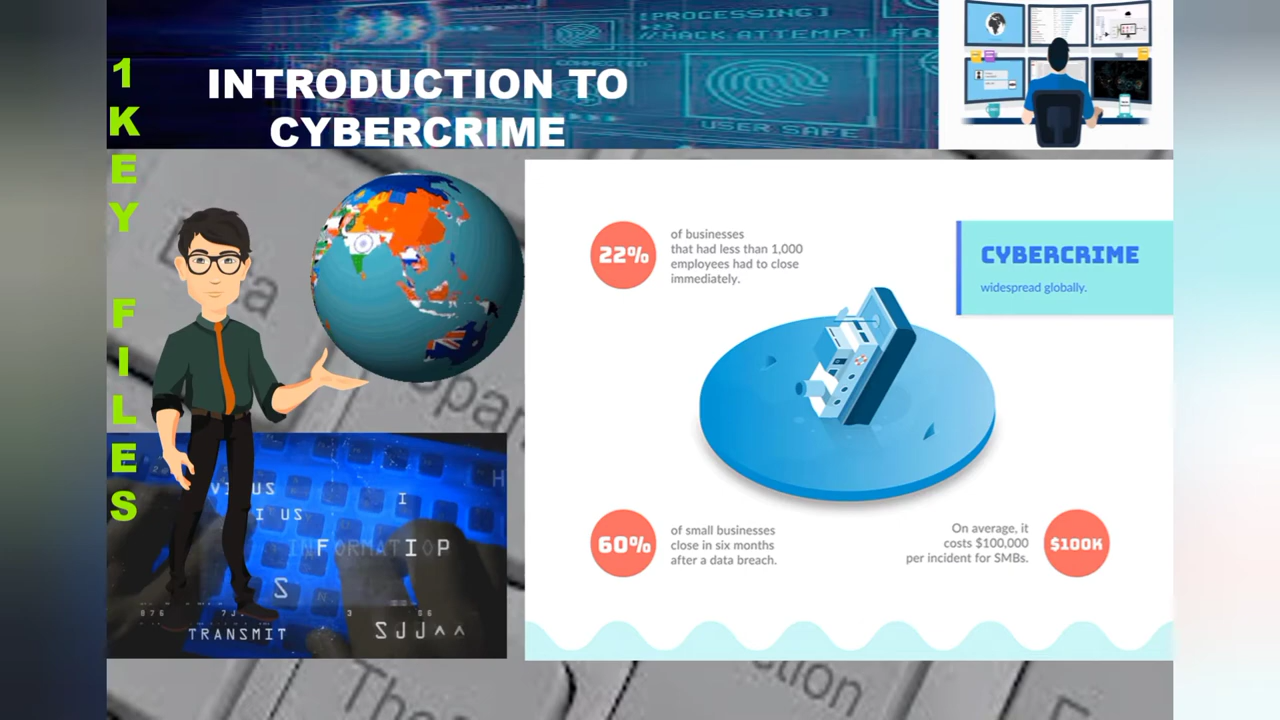 [PROCESSING]
//HACK ATTEMPT
USER SAFE
INTRODUCTION TO
CYBERCRIME
1
KEY
FILES
22%
of businesses
that had less than 1,000
employees had to close
immediately.
CYBERCRIME
widespread globally.
60%
of small businesses
close in six months
after a data breach.
On average, it
costs $100,000
per incident for SMBs.
$100K
TRANSMIT